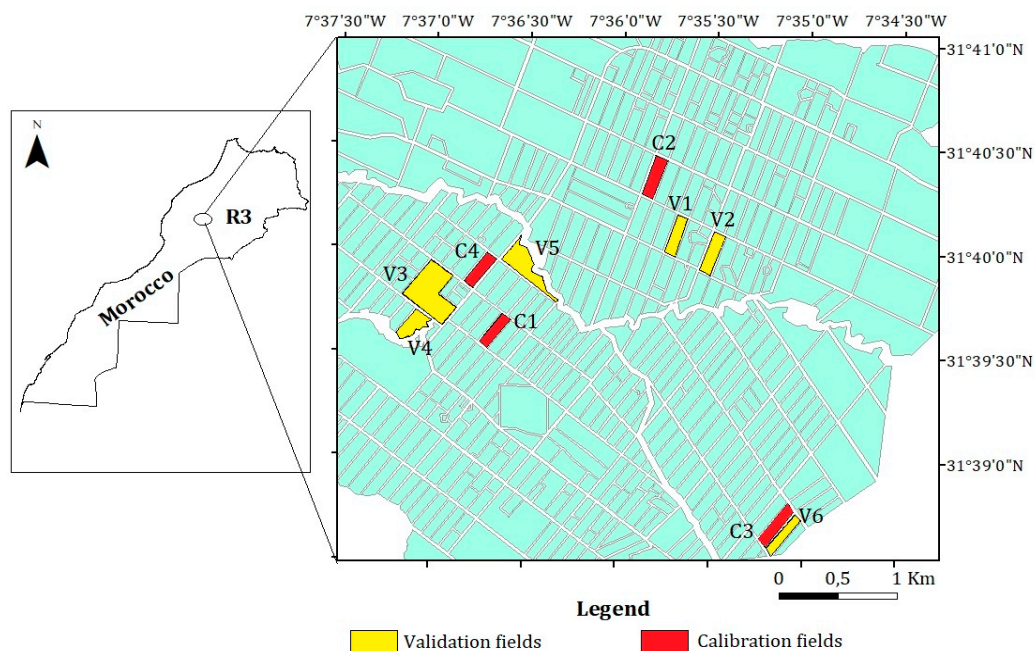 7°37'30"W 7°37'0"W 7°36'30"W 7°36'0"W 7°35'30"W 7°35'0"W 7°34'30"W
31°41'0"N
N
C2
31°40'30"N
R3
V1
V2
31°40'0"N
C4
V5
V3
Morocco
C1
V4
31°39'30"N
31°39'0"N
C3
V6
0 0,5 1 Km
Legend
Validation fields
Calibration fields